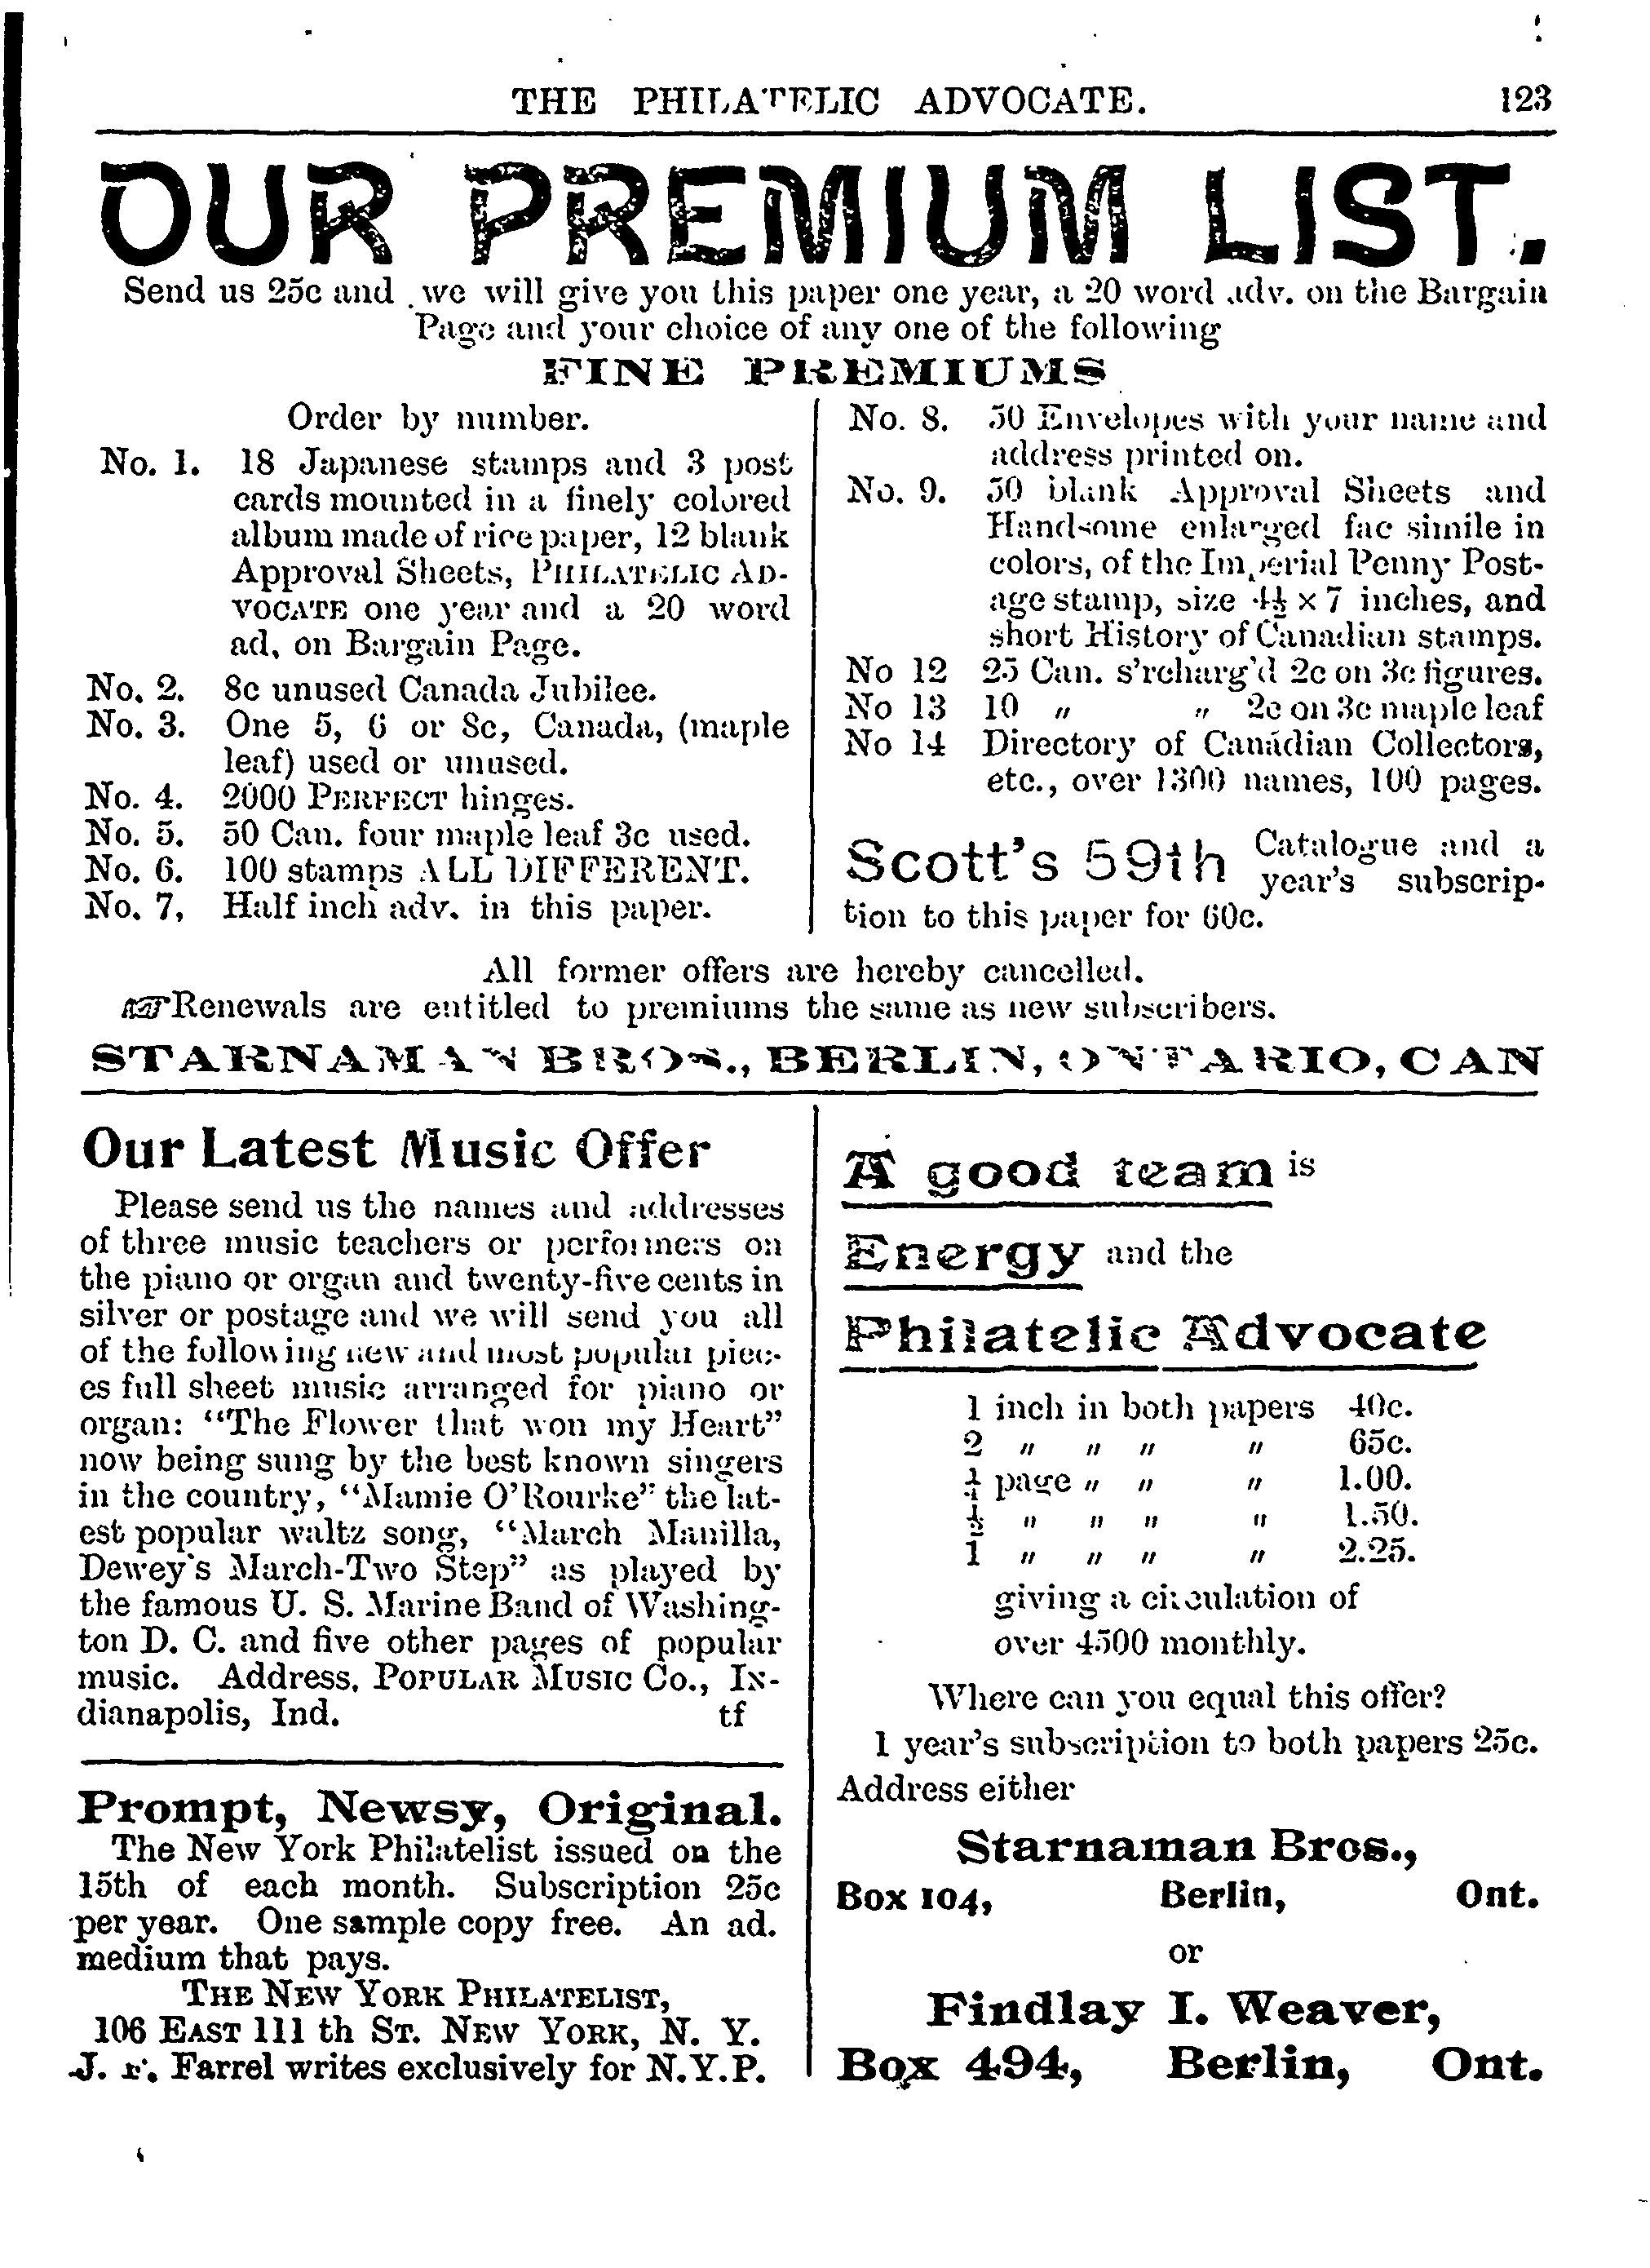 THE PHILATELIC ADVOCATE. 123
OUR PREMIUM LIST.
Send us 25c and we will give you this paper one year, a 20 word adv. on the Bargain
Page and your choice of any one of the following
FINE PREMIUMS
Order by number.
No. 1. 18 Japanese stamps and 3 post
cards mounted in a finely colored
album made of rice paper, 12 blank
Approval Sheets, PHILATELIC AD-
VOCATE one year and a 20 word
ad, on Bargain Page.
No. 2. 8c unused Canada Jubilee.
No. 3. One 5, 6 or 8c, Canada, (maple
leaf) used or unused.
No. 4. 2000 PERFECT hinges.
No. 5. 50 Can. four maple leaf 3c used.
No. 6. 100 stamps ALL DIFFERENT.
No. 7, Half inch adv. in this paper.
No. 8. 50 Envelopes with your name and
address printed on.
No. 9. 50 blank Approval Sheets and
Handsome enlarged fac simile in
colors, of the Imperial Penny Post-
age stamp, size 4½ x 7 inches, and
short History of Canadian stamps.
No 12 25 Can. s'rcharg'd 2c on 3c figures.
No 13 10 " " 2c on 3c maple leaf
No 14 Directory of Canadian Collectors,
etc., over 1300 names, 100 pages.
Scott's 59th Catalogue and a
year's subscrip-
tion to this paper for 60c.
All former offers are hereby cancelled.
☞Renewals are entitled to premiums the same as new subscribers.
STARNAMAN BROS., BERLIN, ONTARIO, CAN
Our Latest Music Offer
Please send us the names and addresses
of three music teachers or performers on
the piano or organ and twenty-five cents in
silver or postage and we will send you all
of the following new and most popular piec-
es full sheet music arranged for piano or
organ: "The Flower that won my Heart"
now being sung by the best known singers
in the country, "Mamie O'Rourke" the lat-
est popular waltz song, "March Manilla,
Dewey's March-Two Step" as played by
the famous U. S. Marine Band of Washing-
ton D. C. and five other pages of popular
music. Address, POPULAR MUSIC CO., IN-
dianapolis, Ind. tf
Prompt, Newsy, Original.
The New York Philatelist issued on the
15th of each month. Subscription 25c
per year. One sample copy free. An ad.
medium that pays.
THE NEW YORK PHILATELIST,
106 EAST 111 th ST. NEW YORK, N. Y.
J. F. Farrel writes exclusively for N.Y.P.
A good team is
Energy and the
Philatelic Advocate
1 inch in both papers 40c.
2 " " " " 65c.
¼ page " " " 1.00.
½ " " " " 1.50.
1 " " " " 2.25.
giving a circulation of
over 4500 monthly.
Where can you equal this offer?
1 year's subscription to both papers 25c.
Address either
Starnaman Bros.,
Box 104, Berlin, Ont.
or
Findlay I. Weaver,
Box 494, Berlin, Ont.